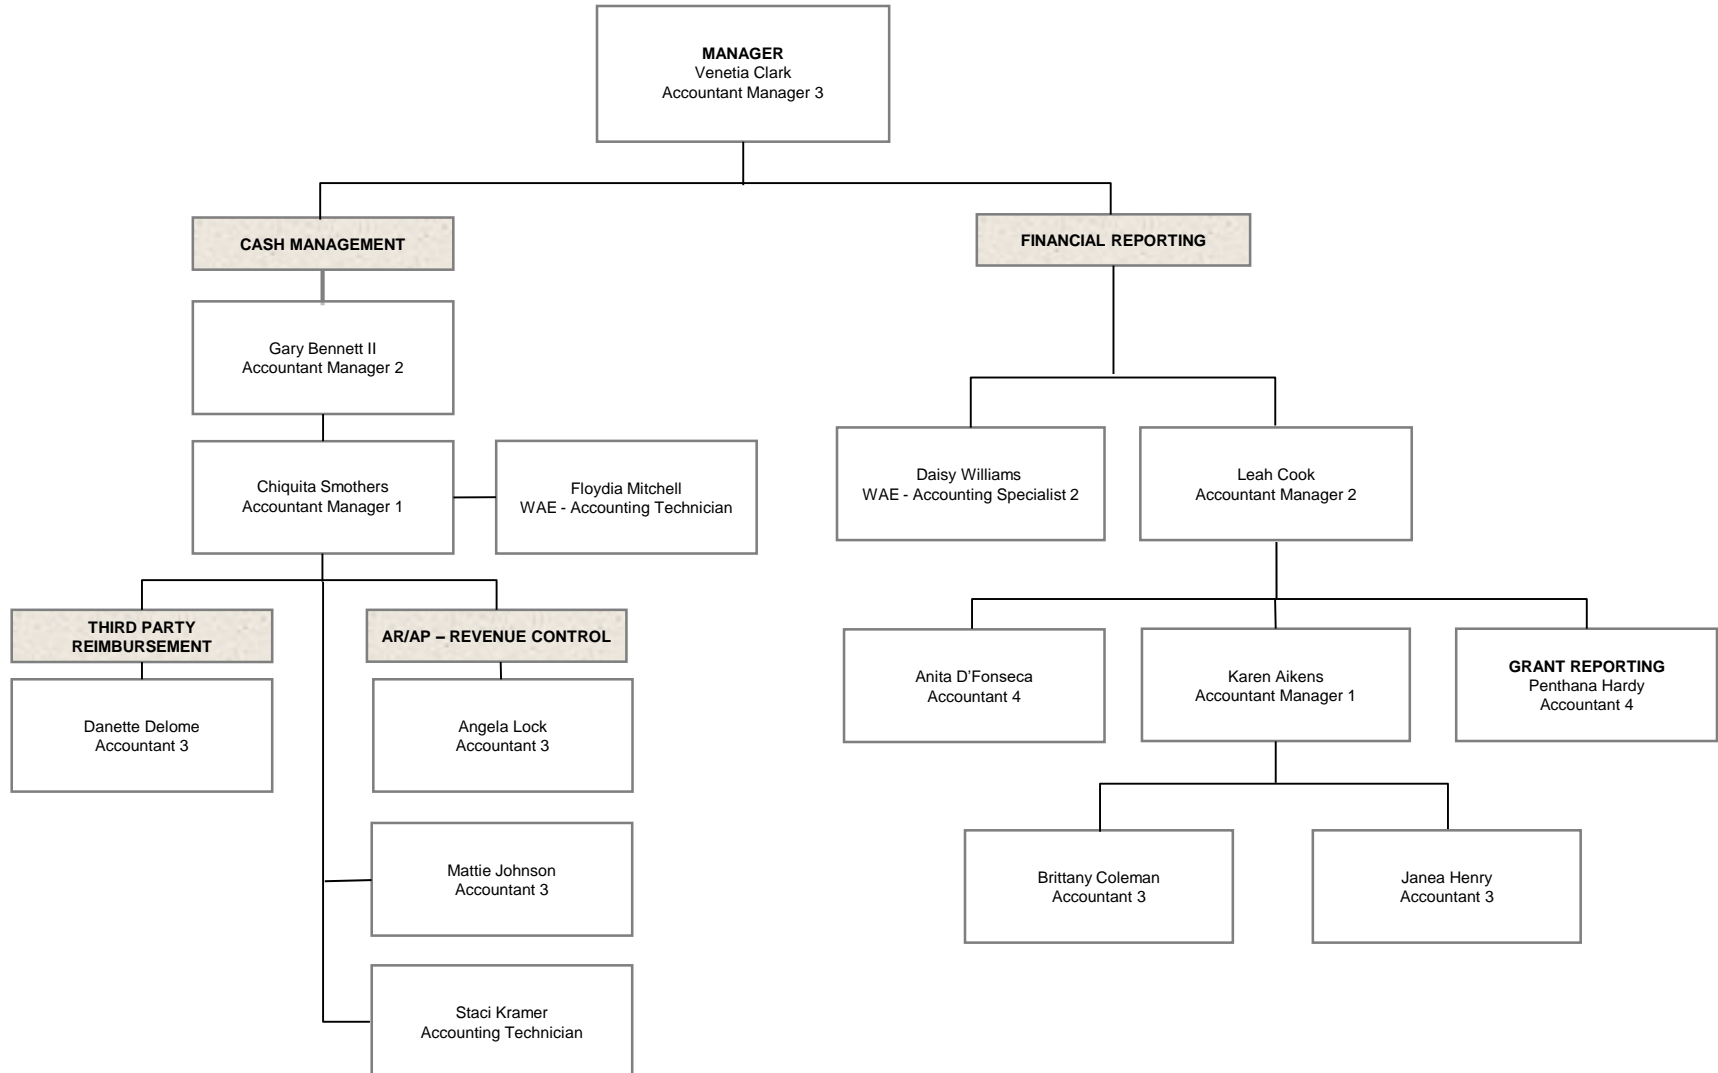 MANAGER
Venetia Clark
Accountant Manager 3
CASH MANAGEMENT
FINANCIAL REPORTING
Gary Bennett II
Accountant Manager 2
Chiquita Smothers
Accountant Manager 1
Floydia Mitchell
WAE - Accounting Technician
Daisy Williams
WAE - Accounting Specialist 2
Leah Cook
Accountant Manager 2
THIRD PARTY
REIMBURSEMENT
AR/AP – REVENUE CONTROL
Danette Delome
Accountant 3
Angela Lock
Accountant 3
Mattie Johnson
Accountant 3
Staci Kramer
Accounting Technician
Anita D’Fonseca
Accountant 4
Karen Aikens
Accountant Manager 1
GRANT REPORTING
Penthana Hardy
Accountant 4
Brittany Coleman
Accountant 3
Janea Henry
Accountant 3